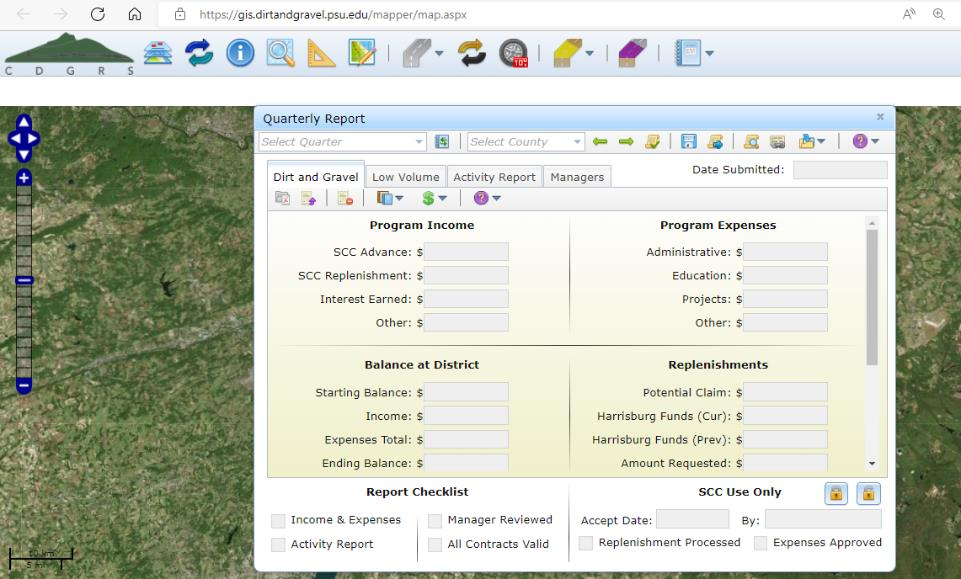 https://gis.dirtandgravel.psu.edu/mapper/map.aspx
C D G R S
Quarterly Report
Select Quarter Select County
Dirt and Gravel Low Volume Activity Report Managers Date Submitted:
Program Income Program Expenses
SCC Advance: $ Administrative: $
SCC Replenishment: $ Education: $
Interest Earned: $ Projects: $
Other: $ Other: $
Balance at District Replenishments
Starting Balance: $ Potential Claim: $
Income: $ Harrisburg Funds (Cur): $
Expenses Total: $ Harrisburg Funds (Prev): $
Ending Balance: $ Amount Requested: $
Report Checklist SCC Use Only
Income & Expenses Manager Reviewed Accept Date: By:
Activity Report All Contracts Valid Replenishment Processed Expenses Approved
10 km
5 mi